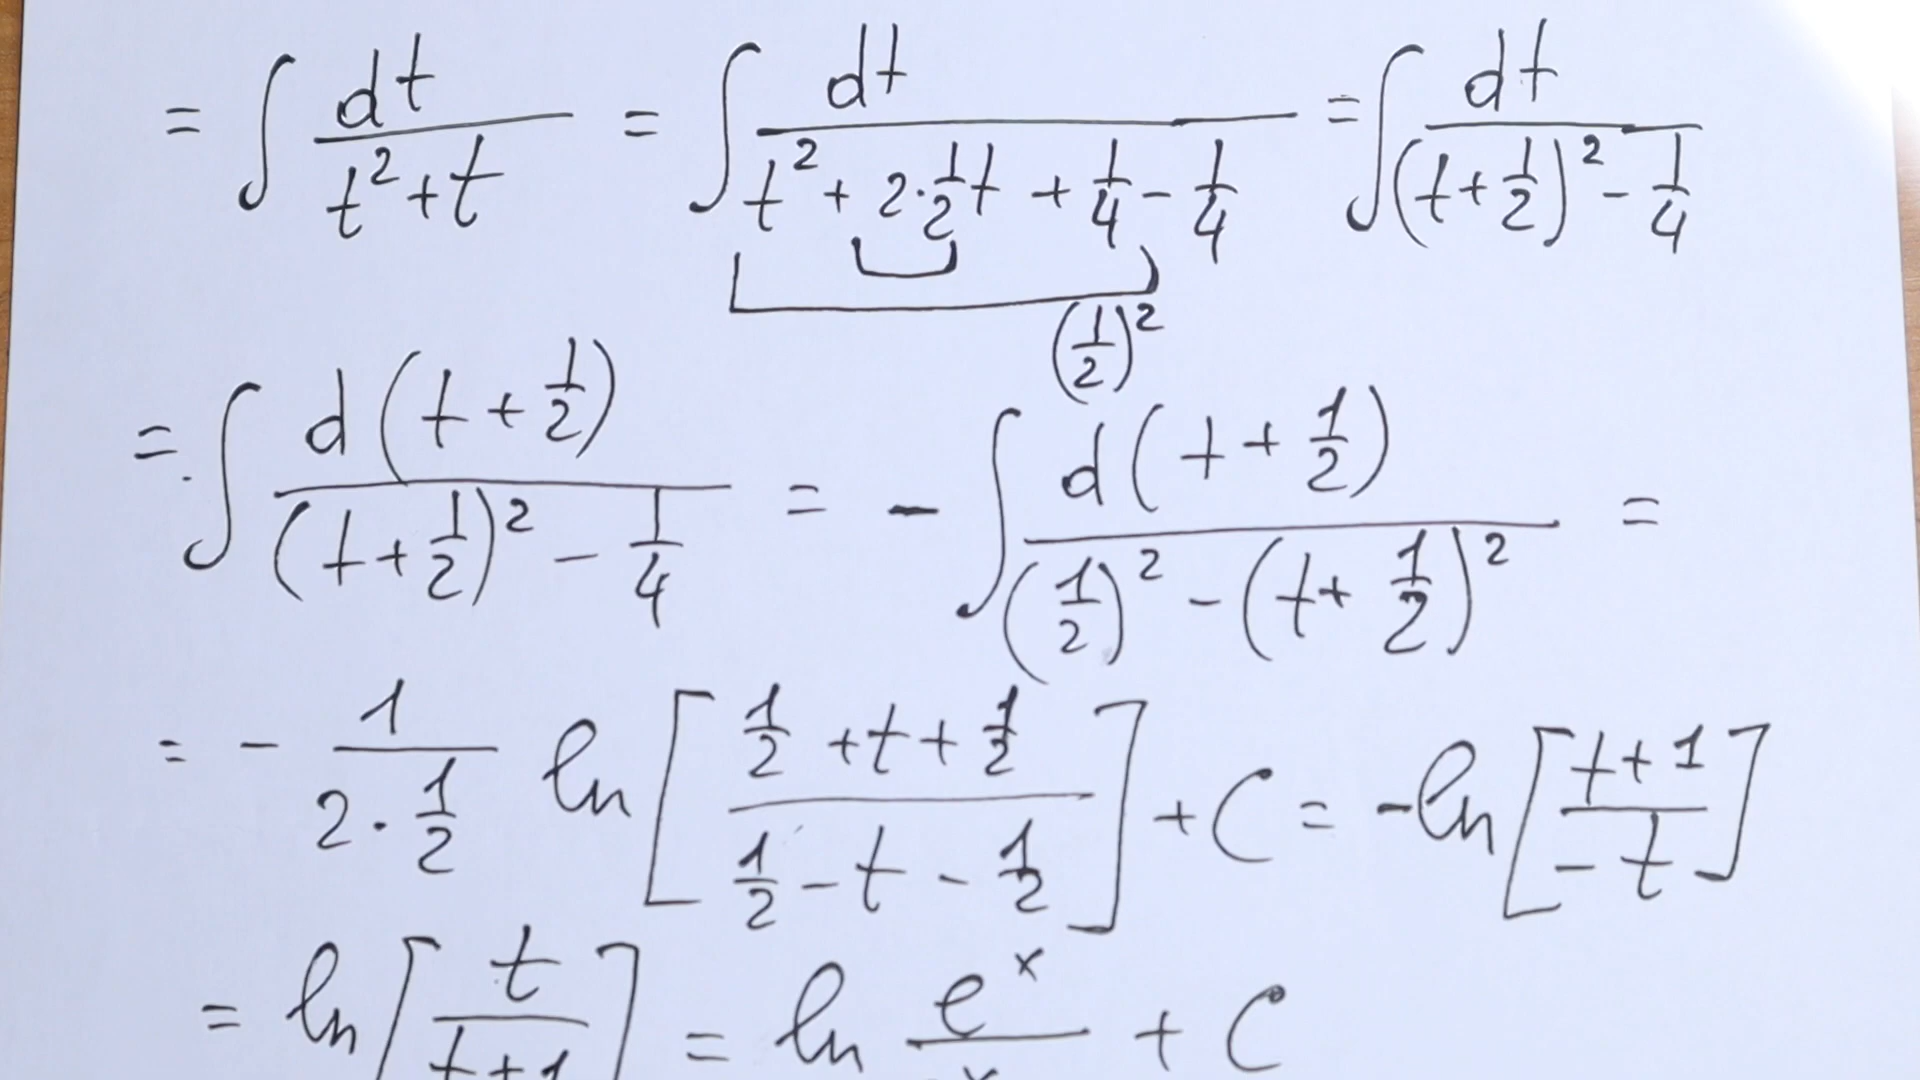 = ∫ dt / (t² + t) = ∫ dt / (t² + 2·½t + ¼ − ¼) = ∫ dt / ((t + ½)² − ¼)
(½)²
= ∫ d(t + ½) / ((t + ½)² − ¼) = − ∫ d(t + ½) / ((½)² − (t + ½)²) =
= − 1 / (2·½) ln [(½ + t + ½) / (½ − t − ½)] + C = −ln [(t + 1) / (−t)]
= ln [t / (t + 1)] = ln e^x / x + C